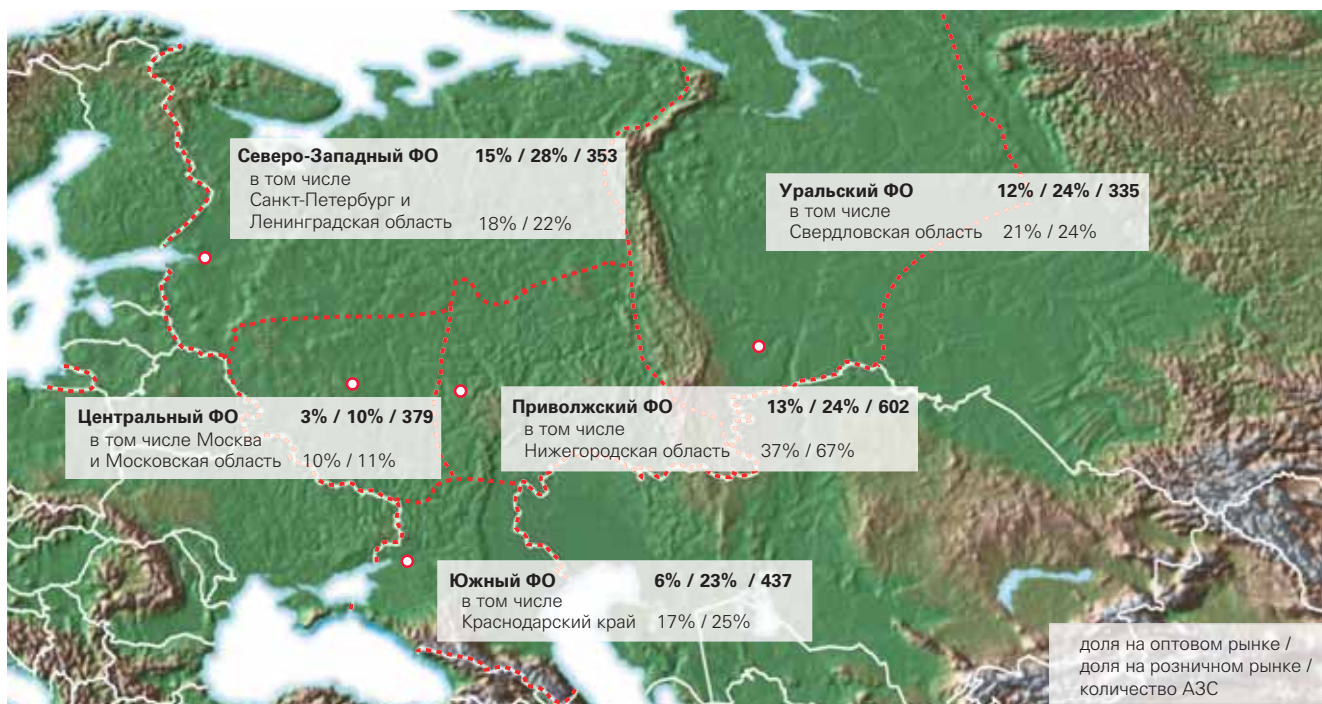 Северо-Западный ФО 15% / 28% / 353
в том числе
Санкт-Петербург и
Ленинградская область 18% / 22%
Уральский ФО 12% / 24% / 335
в том числе
Свердловская область 21% / 24%
Центральный ФО 3% / 10% / 379
в том числе Москва
и Московская область 10% / 11%
Приволжский ФО 13% / 24% / 602
в том числе
Нижегородская область 37% / 67%
Южный ФО 6% / 23% / 437
в том числе
Краснодарский край 17% / 25%
доля на оптовом рынке /
доля на розничном рынке /
количество АЗС